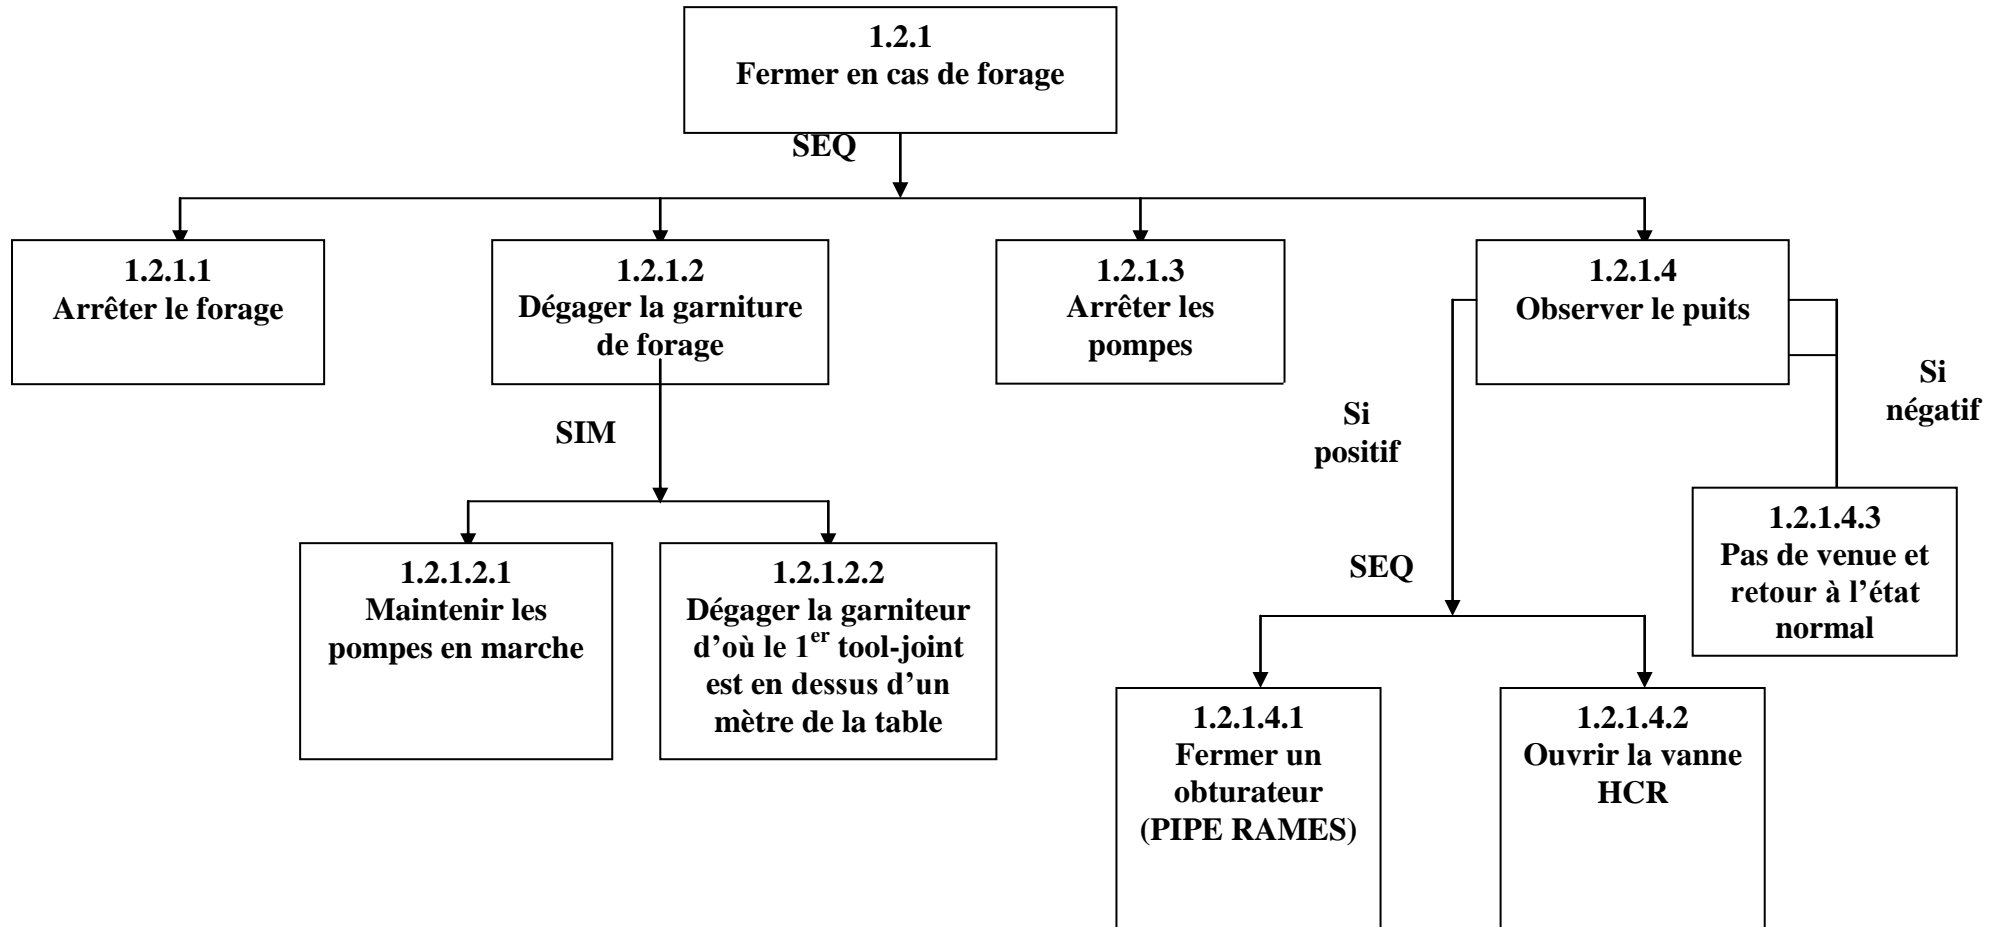 1.2.1
Fermer en cas de forage
SEQ
1.2.1.1
Arrêter le forage
1.2.1.2
Dégager la garniture
de forage
1.2.1.3
Arrêter les
pompes
1.2.1.4
Observer le puits
Si
négatif
Si
positif
SIM
1.2.1.4.3
Pas de venue et
retour à l’état
normal
SEQ
1.2.1.2.1
Maintenir les
pompes en marche
1.2.1.2.2
Dégager la garniteur
d’où le 1er tool-joint
est en dessus d’un
mètre de la table
1.2.1.4.1
Fermer un
obturateur
(PIPE RAMES)
1.2.1.4.2
Ouvrir la vanne
HCR